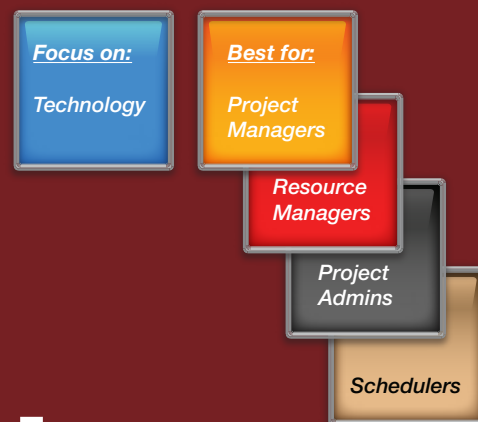 Focus on:
Technology
Best for:
Project
Managers
Resource
Managers
Project
Admins
Schedulers